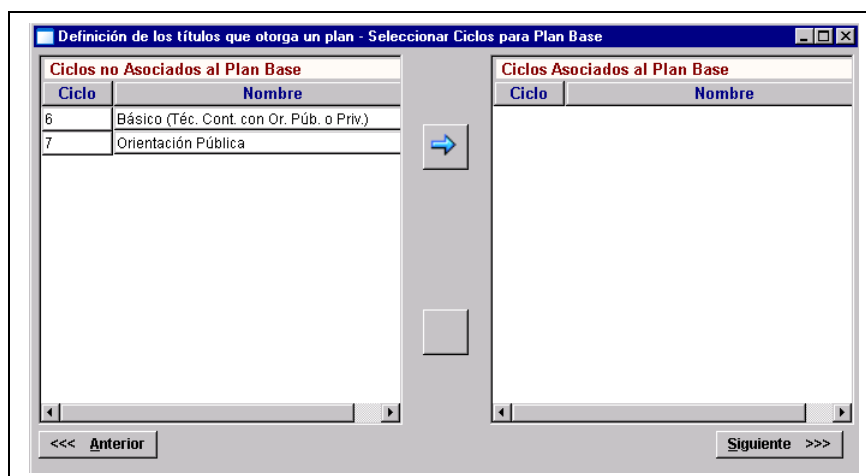 Definición de los títulos que otorga un plan - Seleccionar Ciclos para Plan Base
Ciclos no Asociados al Plan Base
Ciclo Nombre
6 Básico (Téc. Cont. con Or. Púb. o Priv.)
7 Orientación Pública
Ciclos Asociados al Plan Base
Ciclo Nombre
<<< Anterior
Siguiente >>>